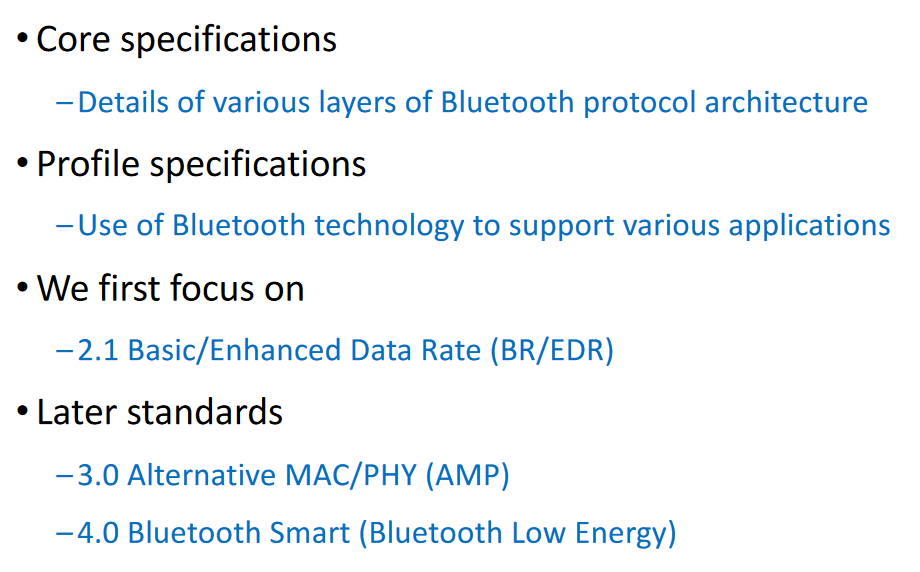 • Core specifications
–Details of various layers of Bluetooth protocol architecture
• Profile specifications
–Use of Bluetooth technology to support various applications
• We first focus on
–2.1 Basic/Enhanced Data Rate (BR/EDR)
• Later standards
–3.0 Alternative MAC/PHY (AMP)
–4.0 Bluetooth Smart (Bluetooth Low Energy)